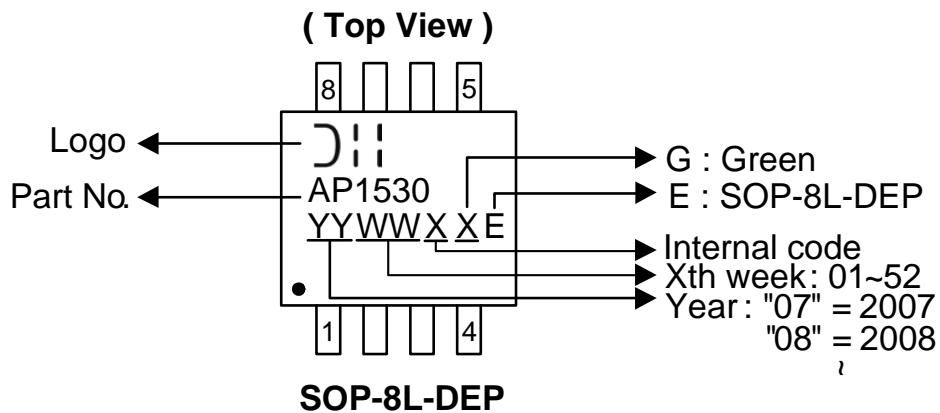 ( Top View )
8 5
Logo
Part No.
AP1530
YYWWXXE
G : Green
E : SOP-8L-DEP
Internal code
Xth week : 01~52
Year : "07" = 2007
"08" = 2008
~
1 4
SOP-8L-DEP